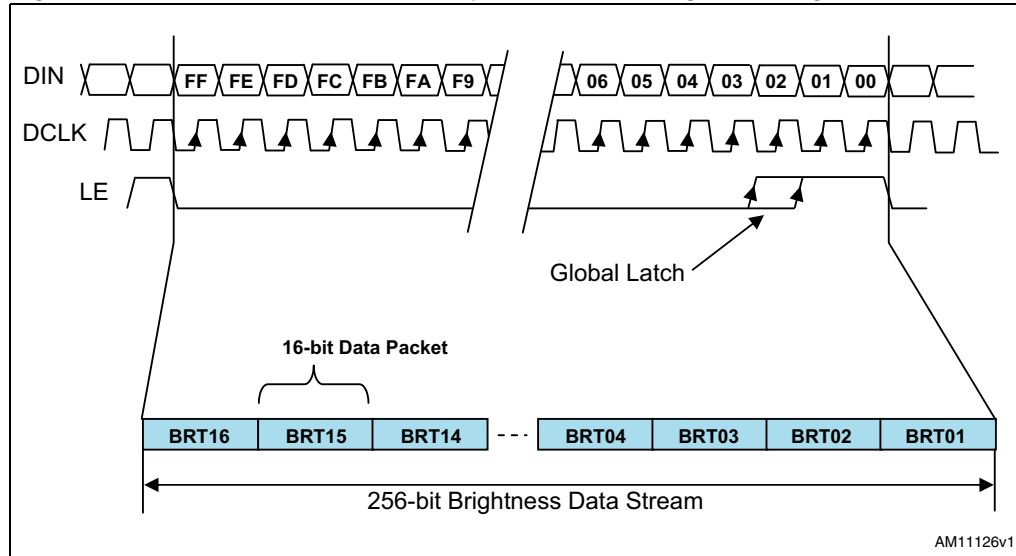 DIN FF FE FD FC FB FA F9 06 05 04 03 02 01 00
DCLK
LE
Global Latch
16-bit Data Packet
BRT16 BRT15 BRT14 BRT04 BRT03 BRT02 BRT01
256-bit Brightness Data Stream
AM11126v1